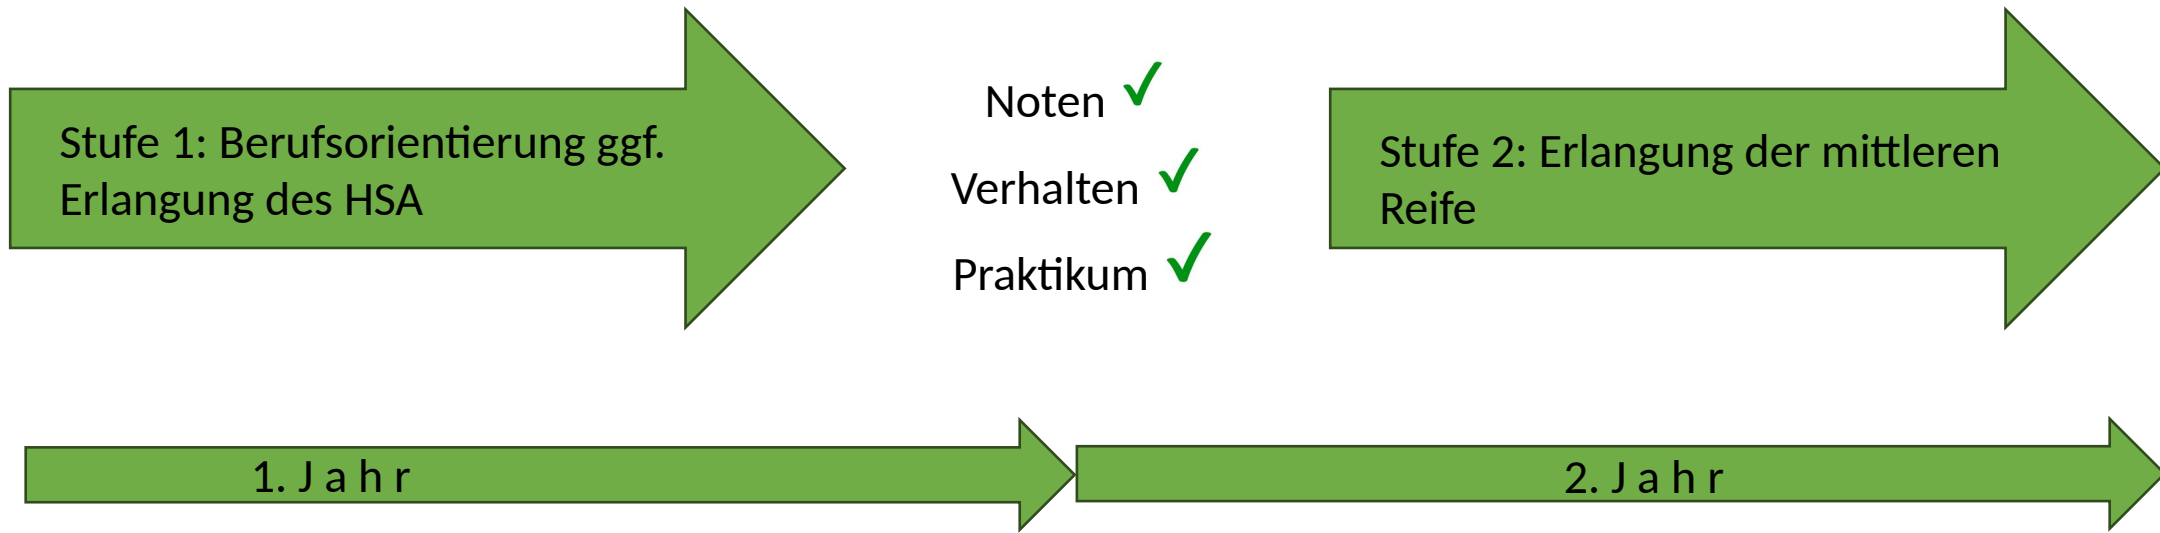 Stufe 1: Berufsorientierung ggf.
Erlangung des HSA
Noten ✓
Verhalten ✓
Praktikum ✓
Stufe 2: Erlangung der mittleren
Reife
1. J a h r
2. J a h r